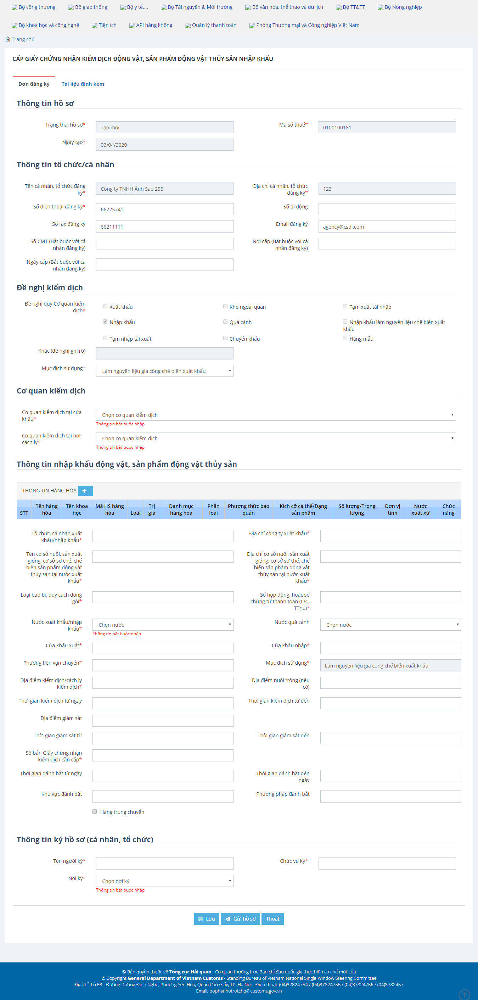 Bộ công thương Bộ giao thông Bộ y tế.... Bộ Tài nguyên & Môi trường Bộ văn hóa, thể thao và du lịch Bộ TT&TT Bộ Nông nghiệp
Bộ khoa học và công nghệ Tiện ích API hàng không Quản lý thanh toán Phòng Thương mại và Công nghiệp Việt Nam
Trang chủ
CẤP GIẤY CHỨNG NHẬN KIỂM DỊCH ĐỘNG VẬT, SẢN PHẨM ĐỘNG VẬT THỦY SẢN NHẬP KHẨU
Đơn đăng ký Tài liệu đính kèm
Thông tin hồ sơ
Trạng thái hồ sơ* Tạo mới Mã số thuế* 0100100181
Ngày tạo* 03/04/2020
Thông tin tổ chức/cá nhân
Tên cá nhân, tổ chức đăng ký* Công ty TNHH Ánh Sao 255 Địa chỉ cá nhân, tổ chức đăng ký* 123
Số điện thoại đăng ký* 66225741 Số di động
Số fax đăng ký 66211111 Email đăng ký agency@csdl.com
Số CMT (Bắt buộc với cá nhân đăng ký) Nơi cấp (Bắt buộc với cá nhân đăng ký)
Ngày cấp (Bắt buộc với cá nhân đăng ký)
Đề nghị kiểm dịch
Đề nghị quý Cơ quan kiểm dịch* Xuất khẩu Kho ngoại quan Tạm xuất tái nhập
Nhập khẩu Quá cảnh Nhập khẩu làm nguyên liệu chế biến xuất khẩu
Tạm nhập tái xuất Chuyển khẩu Hàng mẫu
Khác (đề nghị ghi rõ)
Mục đích sử dụng* Làm nguyên liệu gia công chế biến xuất khẩu
Cơ quan kiểm dịch
Cơ quan kiểm dịch tại cửa khẩu* Chọn cơ quan kiểm dịch
Thông tin bắt buộc nhập
Cơ quan kiểm dịch tại nơi cách ly* Chọn cơ quan kiểm dịch
Thông tin bắt buộc nhập
Thông tin nhập khẩu động vật, sản phẩm động vật thủy sản
THÔNG TIN HÀNG HÓA
STT Tên hàng hóa Tên khoa học Mã HS hàng hóa Loài Trị giá Danh mục hàng hóa Phân loại Phương thức bảo quản Kích cỡ cá thể/Dạng sản phẩm Số lượng/Trọng lượng Đơn vị tính Nước xuất xứ Chức năng
Tổ chức, cá nhân xuất khẩu/nhập khẩu* Địa chỉ công ty xuất khẩu*
Tên cơ sở nuôi, sản xuất giống, cơ sở sơ chế, chế biến sản phẩm động vật thủy sản tại nước xuất khẩu* Địa chỉ cơ sở nuôi, sản xuất giống, cơ sở sơ chế, chế biến sản phẩm động vật thủy sản tại nước xuất khẩu*
Loại bao bì, quy cách đóng gói* Số hợp đồng, hoặc số chứng từ thanh toán (L/C, TTr...)*
Nước xuất khẩu/nhập khẩu* Chọn nước Nước quá cảnh Chọn nước
Thông tin bắt buộc nhập
Cửa khẩu xuất* Cửa khẩu nhập*
Phương tiện vận chuyển* Mục đích sử dụng* Làm nguyên liệu gia công chế biến xuất khẩu
Địa điểm kiểm dịch/cách ly kiểm dịch* Địa điểm nuôi trồng (nếu có)
Thời gian kiểm dịch từ ngày Thời gian kiểm dịch từ đến
Địa điểm giám sát
Thời gian giám sát từ Thời gian giám sát đến
Số bản Giấy chứng nhận kiểm dịch cần cấp*
Thời gian đánh bắt từ ngày Thời gian đánh bắt đến ngày
Khu vực đánh bắt Phương pháp đánh bắt
Hàng trung chuyển
Thông tin ký hồ sơ (cá nhân, tổ chức)
Tên người ký* Chức vụ ký*
Nơi ký* Chọn nơi ký
Thông tin bắt buộc nhập
Lưu Gửi hồ sơ Thoát
© Bản quyền thuộc về Tổng cục Hải quan - Cơ quan thường trực Ban chỉ đạo quốc gia thực hiện cơ chế một cửa
© Copyright General Department of Vietnam Customs - Standing Bureau of Vietnam National Single Window Steering Committee
Địa chỉ: Lô E3 - Đường Dương Đình Nghệ, Phường Yên Hòa, Quận Cầu Giấy, TP. Hà Nội - Điện thoại: (04)37824754 / (04)37824755 / (04)37824756 / (04)3782457
Email: bophanhotrotchq@customs.gov.vn